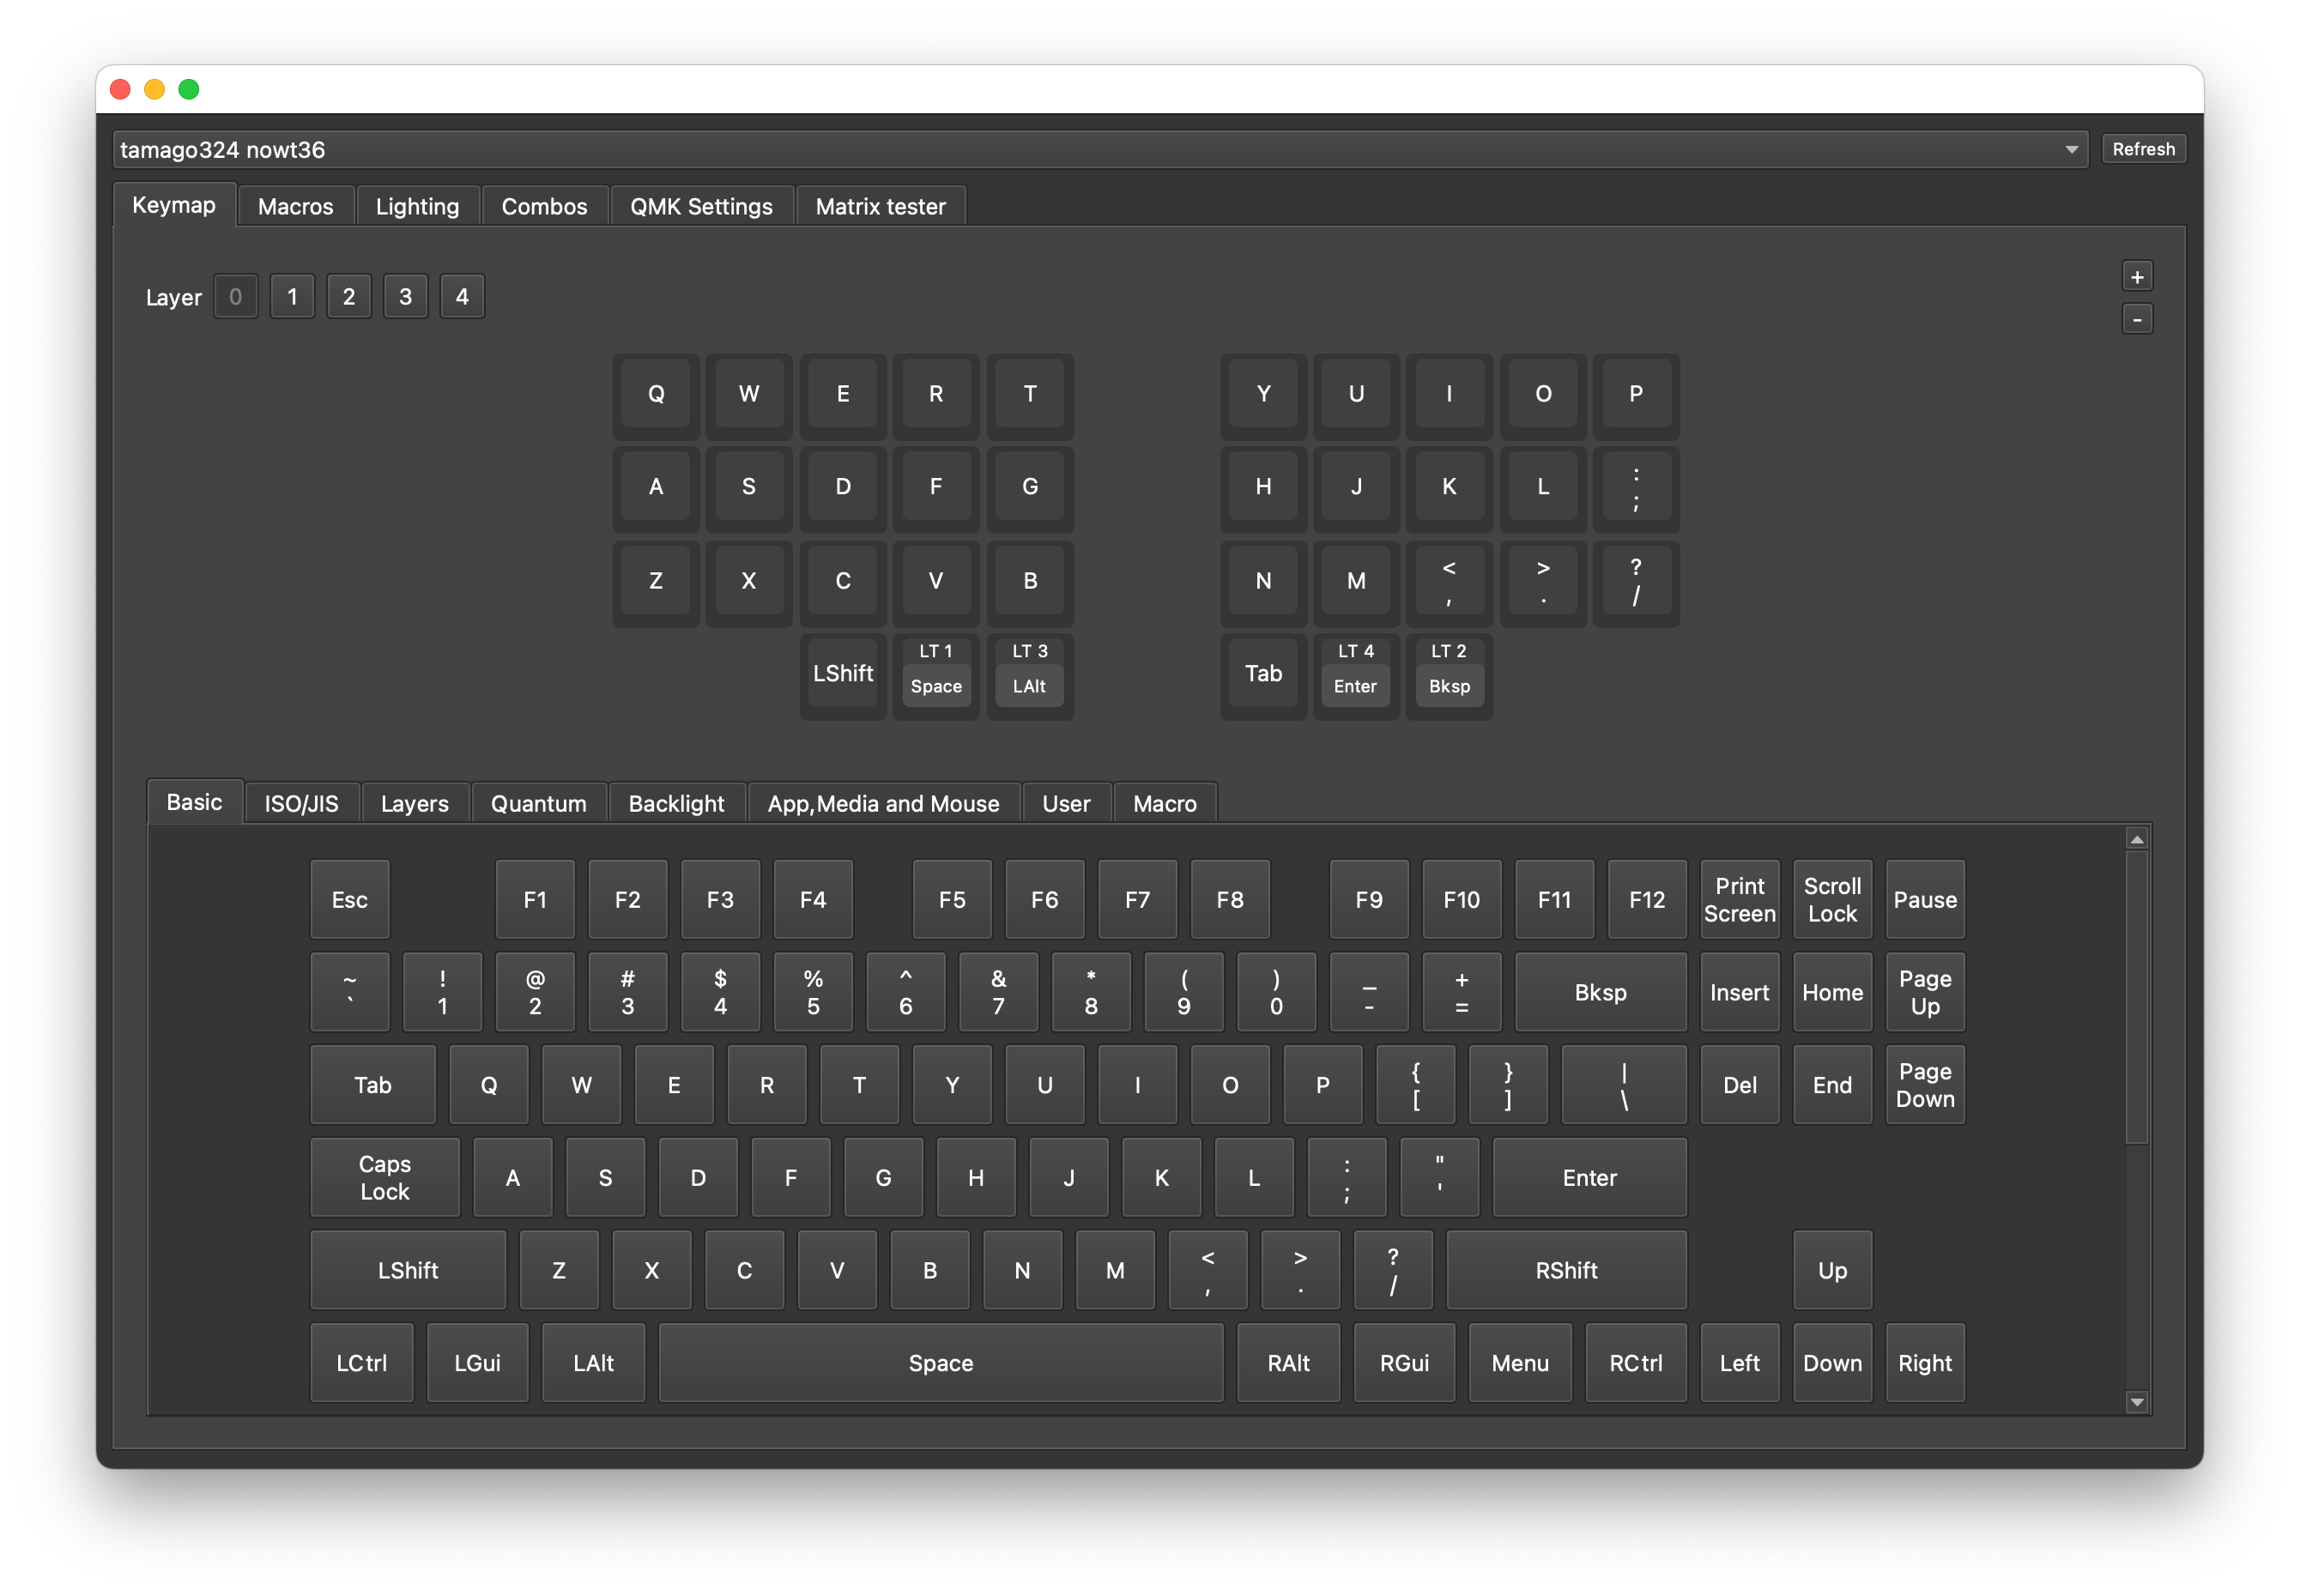 tamago324 nowt36
Refresh
Keymap Macros Lighting Combos QMK Settings Matrix tester
Layer 0 1 2 3 4
+
-
Q W E R T Y U I O P
A S D F G H J K L :
;
Z X C V B N M < > ?
, . /
LShift LT 1 LT 3 Tab LT 4 LT 2
Space LAlt Enter Bksp
Basic ISO/JIS Layers Quantum Backlight App,Media and Mouse User Macro
Esc F1 F2 F3 F4 F5 F6 F7 F8 F9 F10 F11 F12 Print Scroll Pause
Screen Lock
~ ! @ # $ % ^ & * ( ) _ + Bksp Insert Home Page
` 1 2 3 4 5 6 7 8 9 0 - = Up
Tab Q W E R T Y U I O P { } | Del End Page
[ ] \ Down
Caps A S D F G H J K L : " Enter
Lock ; '
LShift Z X C V B N M < > ? RShift Up
, . /
LCtrl LGui LAlt Space RAlt RGui Menu RCtrl Left Down Right